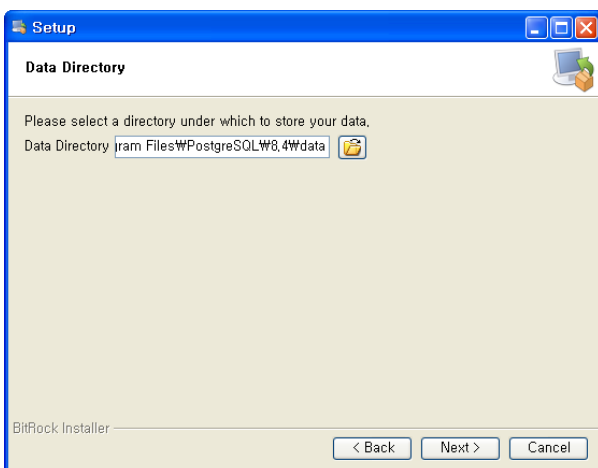 Setup
Data Directory
Please select a directory under which to store your data,
Data Directory gram Files₩PostgreSQL₩8,4₩data
BitRock Installer
< Back Next > Cancel